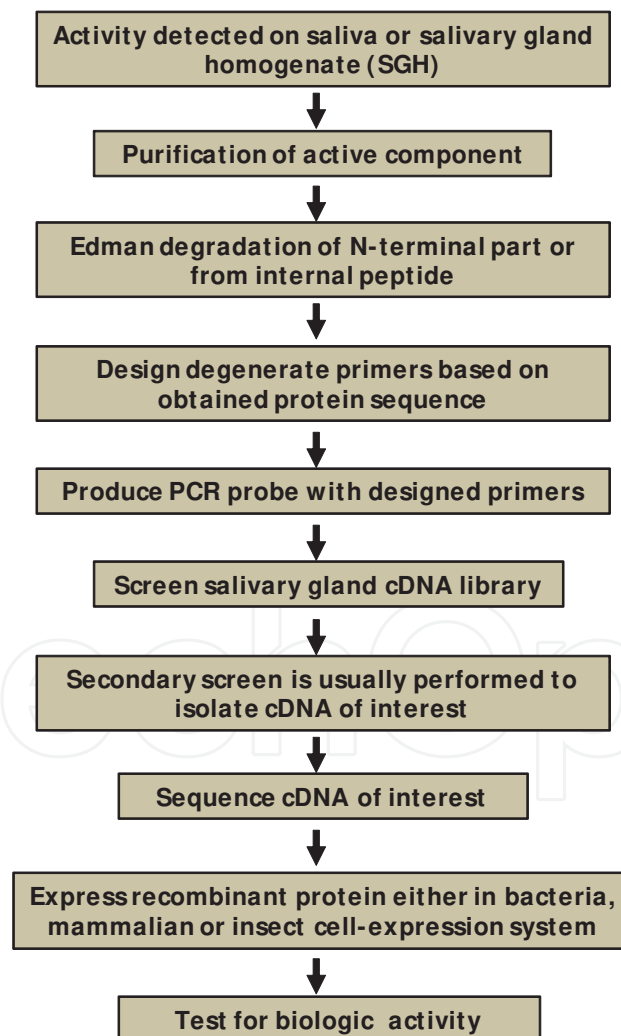 Activity detected on saliva or salivary gland
homogenate (SGH)
Purification of active component
Edman degradation of N-terminal part or
from internal peptide
Design degenerate primers based on
obtained protein sequence
Produce PCR probe with designed primers
Screen salivary gland cDNA library
Secondary screen is usually performed to
isolate cDNA of interest
Sequence cDNA of interest
Express recombinant protein either in bacteria,
mammalian or insect cell-expression system
Test for biologic activity